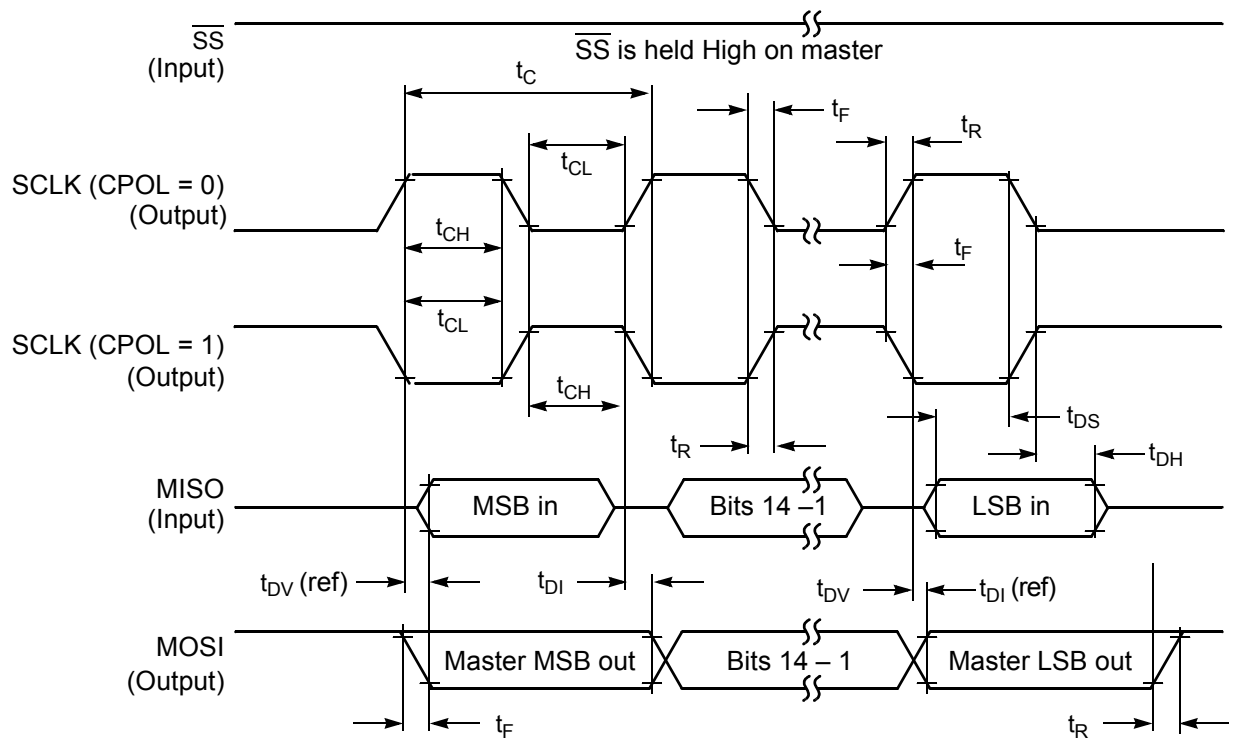 SS
(Input)
SS is held High on master
tC
tF
tR
tCL
SCLK (CPOL = 0)
(Output)
tCH
tF
tCL
SCLK (CPOL = 1)
(Output)
tCH
tDS
tR
tDH
MISO
(Input)
MSB in
Bits 14 –1
LSB in
tDV (ref)
tDI
tDV
tDI (ref)
MOSI
(Output)
Master MSB out
Bits 14 – 1
Master LSB out
tF
tR